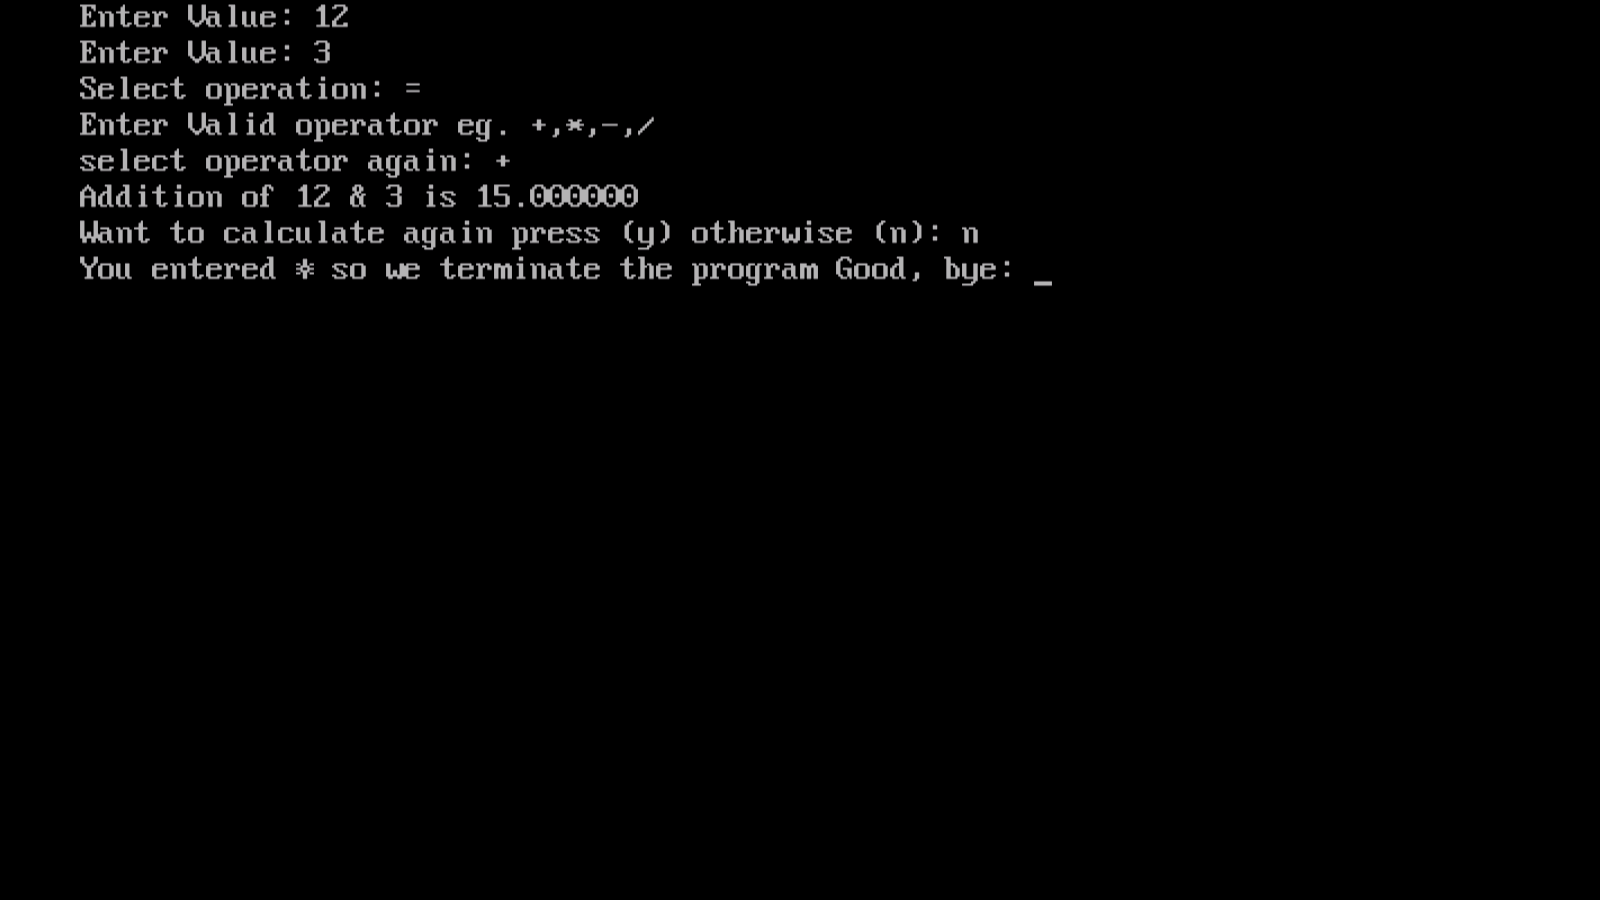 Enter Value: 12
Enter Value: 3
Select operation: =
Enter Valid operator eg. +,*,-,/
select operator again: +
Addition of 12 & 3 is 15.000000
Want to calculate again press (y) otherwise (n): n
You entered * so we terminate the program Good, bye: _